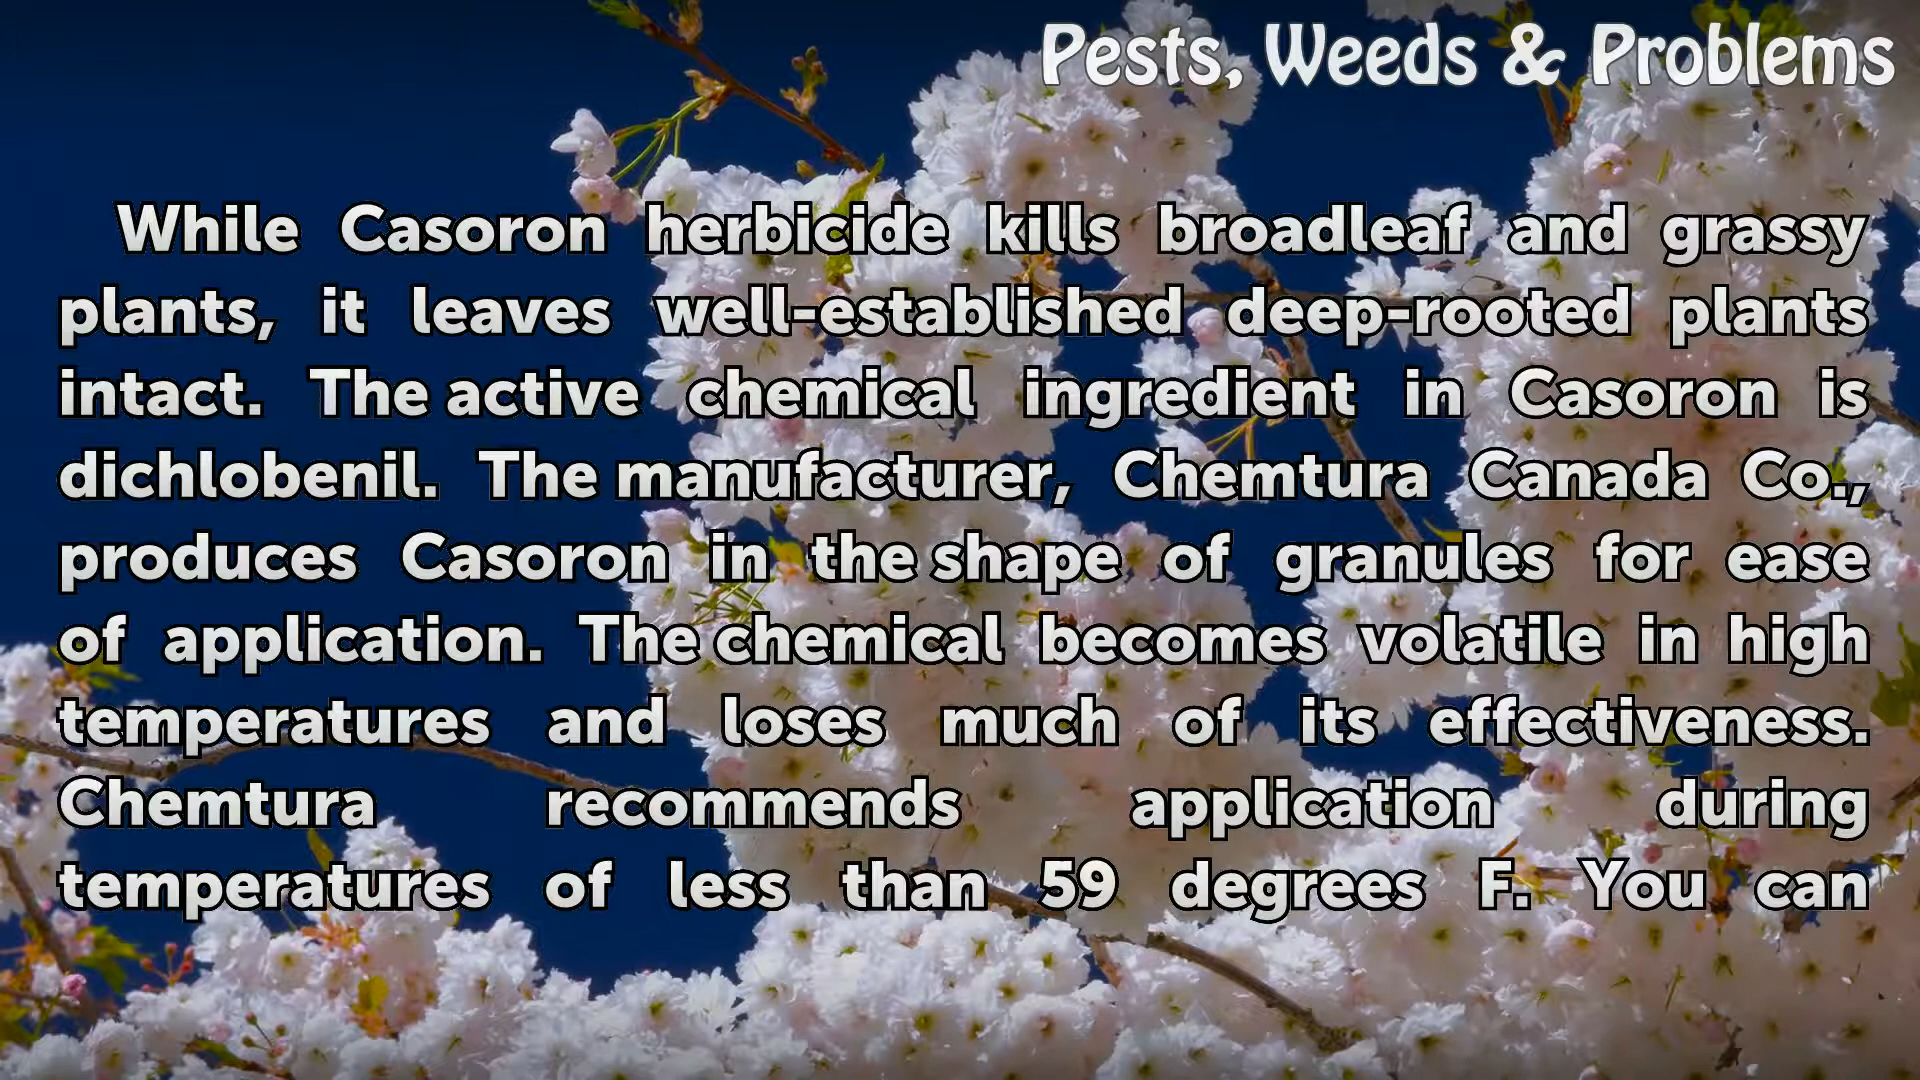 Pests, Weeds & Problems
While Casoron herbicide kills broadleaf and grassy
plants, it leaves well-established deep-rooted plants
intact. The active chemical ingredient in Casoron is
dichlobenil. The manufacturer, Chemtura Canada Co.,
produces Casoron in the shape of granules for ease
of application. The chemical becomes volatile in high
temperatures and loses much of its effectiveness.
Chemtura recommends application during
temperatures of less than 59 degrees F. You can